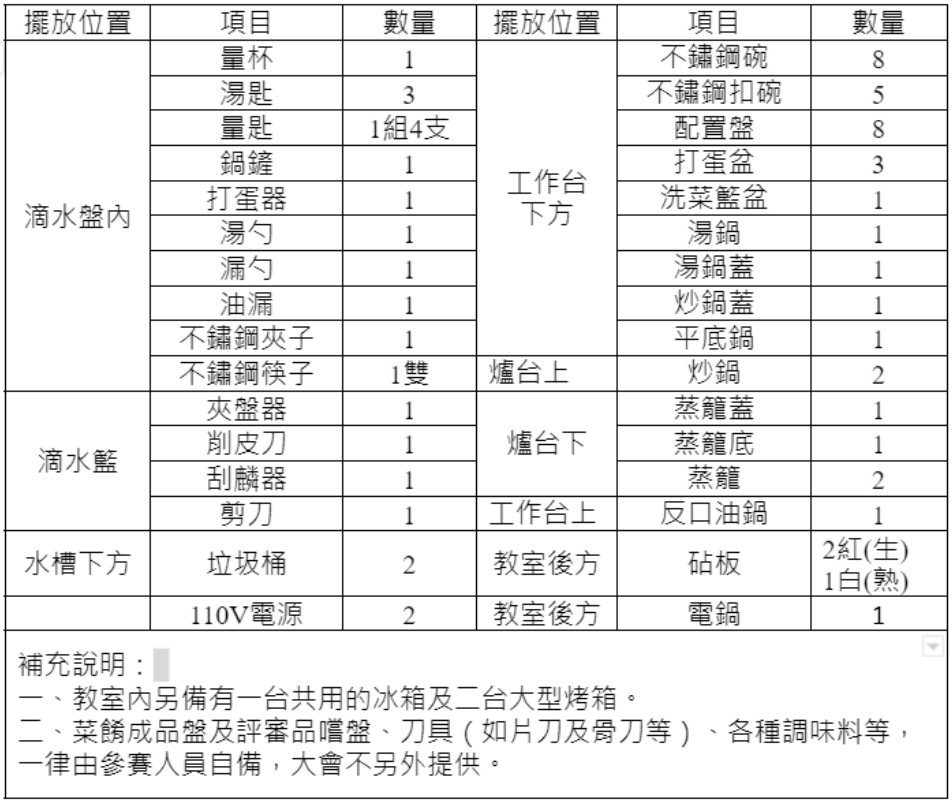 擺放位置 項目 數量 擺放位置 項目 數量
滴水盤內 量杯 1 工作台下方 不鏽鋼碗 8
湯匙 3 不鏽鋼扣碗 5
量匙 1組4支 配置盤 8
鍋鏟 1 打蛋盆 3
打蛋器 1 洗菜籃盆 1
湯勺 1 湯鍋 1
漏勺 1 湯鍋蓋 1
油漏 1 炒鍋蓋 1
不鏽鋼夾子 1 平底鍋 1
不鏽鋼筷子 1雙 爐台上 炒鍋 2
滴水籃 夾盤器 1 爐台下 蒸籠蓋 1
削皮刀 1 蒸籠底 1
刮麟器 1 蒸籠 2
剪刀 1 工作台上 反口油鍋 1
水槽下方 垃圾桶 2 教室後方 砧板 2紅(生)
1白(熟)
110V電源 2 教室後方 電鍋 1
補充說明：
一、教室內另備有一台共用的冰箱及二台大型烤箱。
二、菜餚成品盤及評審品嚐盤、刀具（如片刀及骨刀等）、各種調味料等，
一律由參賽人員自備，大會不另外提供。